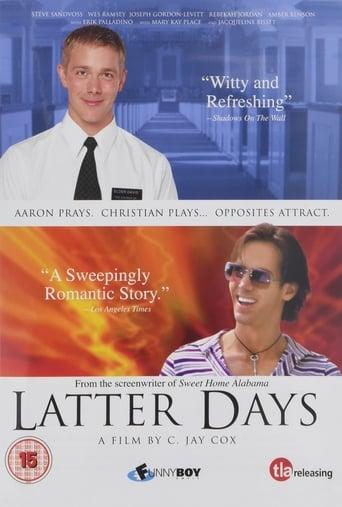 STEVE SANDVOSS   WES RAMSEY   JOSEPH GORDON-LEVITT   REBEKAH JORDAN   AMBER BENSON
WITH ERIK PALLADINO   WITH MARY KAY PLACE   AND JACQUELINE BISSET
"Witty and
Refreshing"
–Shadows On The Wall
ELDER DAVIS
AARON PRAYS. CHRISTIAN PLAYS... OPPOSITES ATTRACT.
"A Sweepingly
Romantic Story."
–Los Angeles Times
From the screenwriter of Sweet Home Alabama
LATTER DAYS
A FILM BY C. JAY COX
15
FUNNYBOY
tla releasing